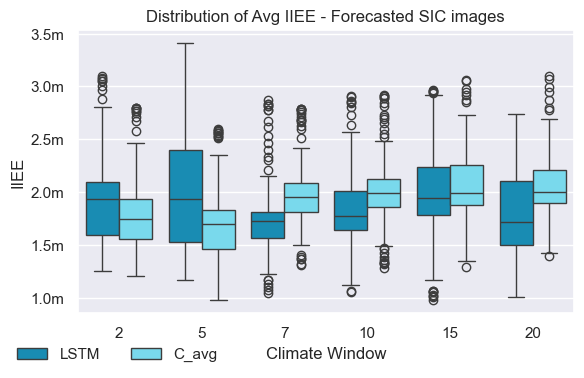 Distribution of Avg IIEE - Forecasted SIC images
IIEE
3.5m
3.0m
2.5m
2.0m
1.5m
1.0m
2 5 7 10 15 20
LSTM C_avg Climate Window